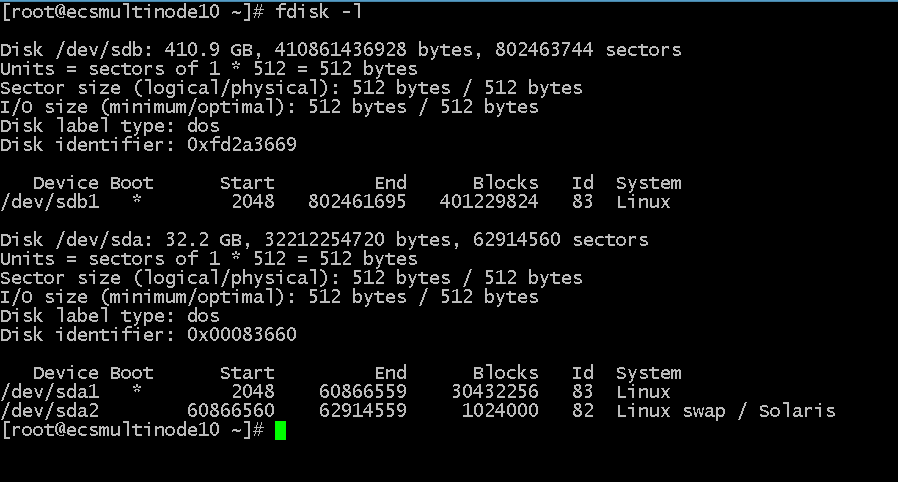 [root@ecsmultinode10 ~]# fdisk -l
Disk /dev/sdb: 410.9 GB, 410861436928 bytes, 802463744 sectors
Units = sectors of 1 * 512 = 512 bytes
Sector size (logical/physical): 512 bytes / 512 bytes
I/O size (minimum/optimal): 512 bytes / 512 bytes
Disk label type: dos
Disk identifier: 0xfd2a3669
Device Boot Start End Blocks Id System
/dev/sdb1 * 2048 802461695 401229824 83 Linux
Disk /dev/sda: 32.2 GB, 32212254720 bytes, 62914560 sectors
Units = sectors of 1 * 512 = 512 bytes
Sector size (logical/physical): 512 bytes / 512 bytes
I/O size (minimum/optimal): 512 bytes / 512 bytes
Disk label type: dos
Disk identifier: 0x00083660
Device Boot Start End Blocks Id System
/dev/sda1 * 2048 60866559 30432256 83 Linux
/dev/sda2 60866560 62914559 1024000 82 Linux swap / Solaris
[root@ecsmultinode10 ~]#